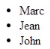 • Marc
• Jean
• John